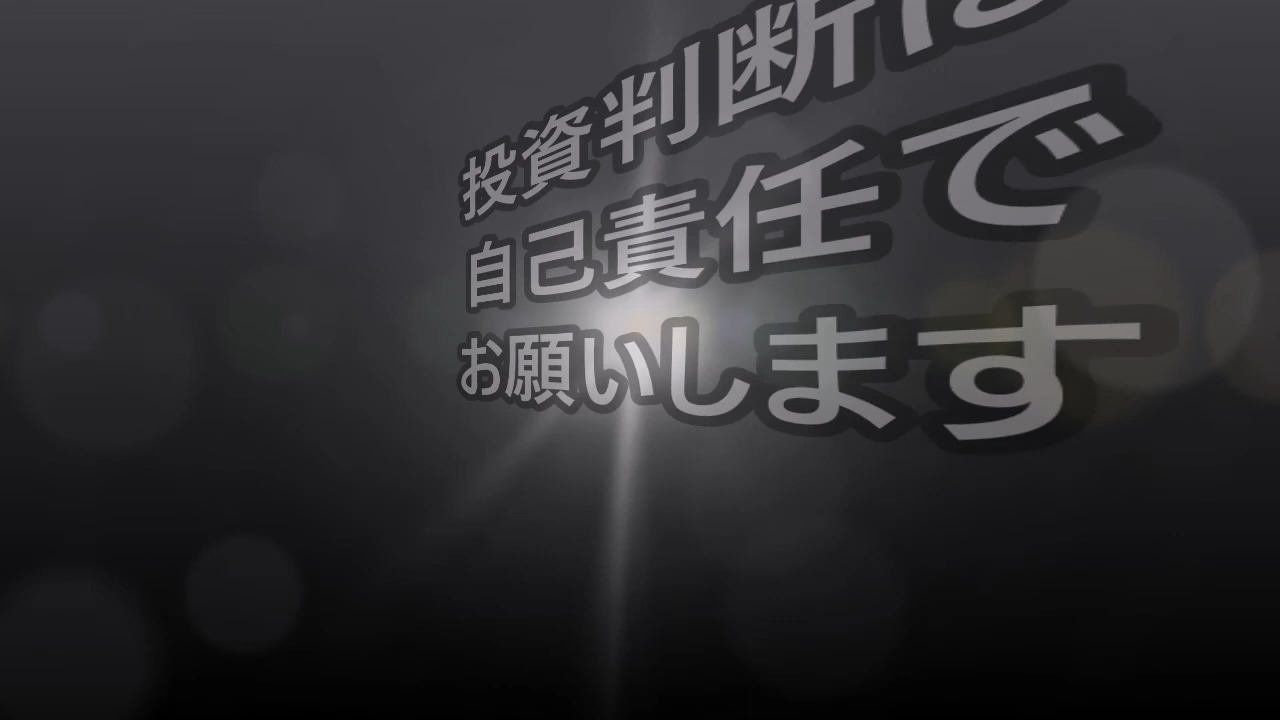 投資判断は
自己責任で
お願いします